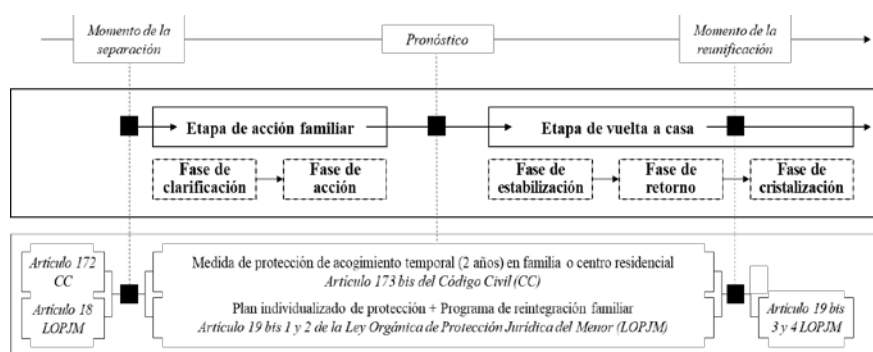 Momento de la
separación
Pronóstico
Momento de la
reunificación
Etapa de acción familiar
Etapa de vuelta a casa
Fase de
clarificación
Fase de
acción
Fase de
estabilización
Fase de
retorno
Fase de
cristalización
Artículo 172
CC
Artículo 18
LOPJM
Medida de protección de acogimiento temporal (2 años) en familia o centro residencial
Artículo 173 bis del Código Civil (CC)
Plan individualizado de protección + Programa de reintegración familiar
Artículo 19 bis 1 y 2 de la Ley Orgánica de Protección Jurídica del Menor (LOPJM)
Artículo 19 bis
3 y 4 LOPJM